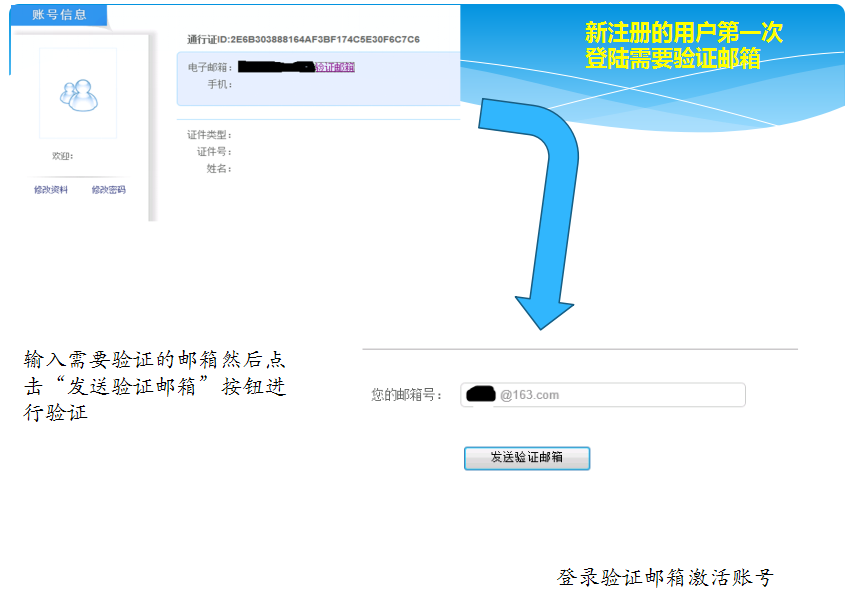 账号信息
新注册的用户第一次
登陆需要验证邮箱
通行证ID:2E6B303888164AF3BF174C5E30F6C7C6
电子邮箱：验证邮箱
手机：
证件类型：
证件号：
姓名：
欢迎:
修改资料 修改密码
输入需要验证的邮箱然后点
击“发送验证邮箱”按钮进
行验证
您的邮箱号： @163.com
发送验证邮箱
登录验证邮箱激活账号